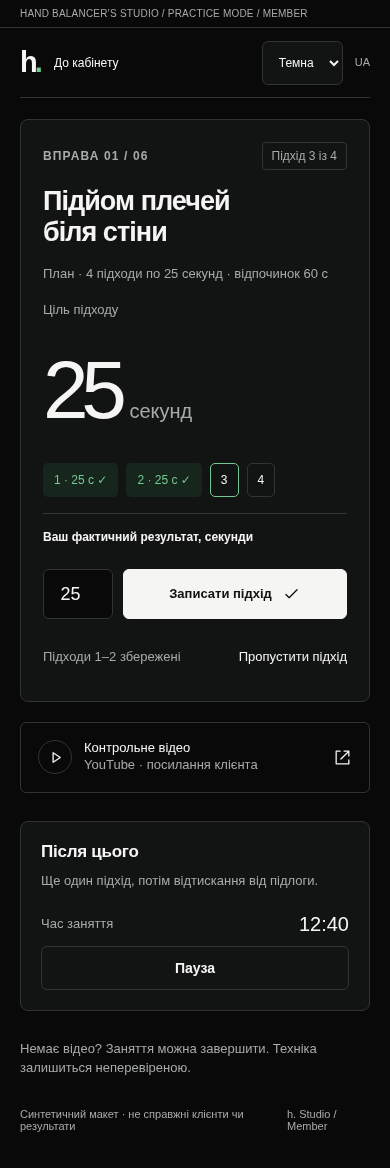 HAND BALANCER'S STUDIO / PRACTICE MODE / MEMBER
h. До кабінету Темна UA
ВПРАВА 01 / 06 Підхід 3 із 4
Підйом плечей
біля стіни
План · 4 підходи по 25 секунд · відпочинок 60 с
Ціль підходу
25 секунд
1 · 25 с ✓ 2 · 25 с ✓ 3 4
Ваш фактичний результат, секунди
25 Записати підхід
Підходи 1–2 збережені Пропустити підхід
Контрольне відео
YouTube · посилання клієнта
Після цього
Ще один підхід, потім відтискання від підлоги.
Час заняття 12:40
Пауза
Немає відео? Заняття можна завершити. Техніка
залишиться неперевіреною.
Синтетичний макет · не справжні клієнти чи
результати
h. Studio /
Member